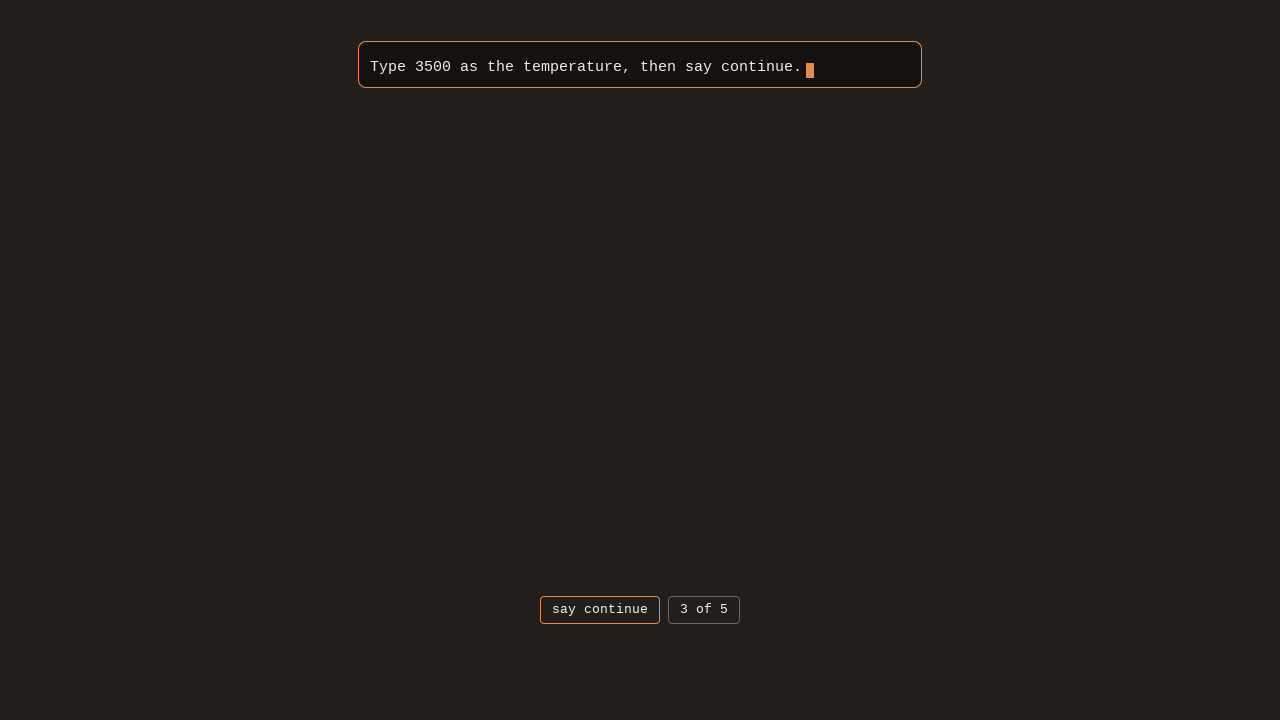 Type 3500 as the temperature, then say continue.
say continue
3 of 5